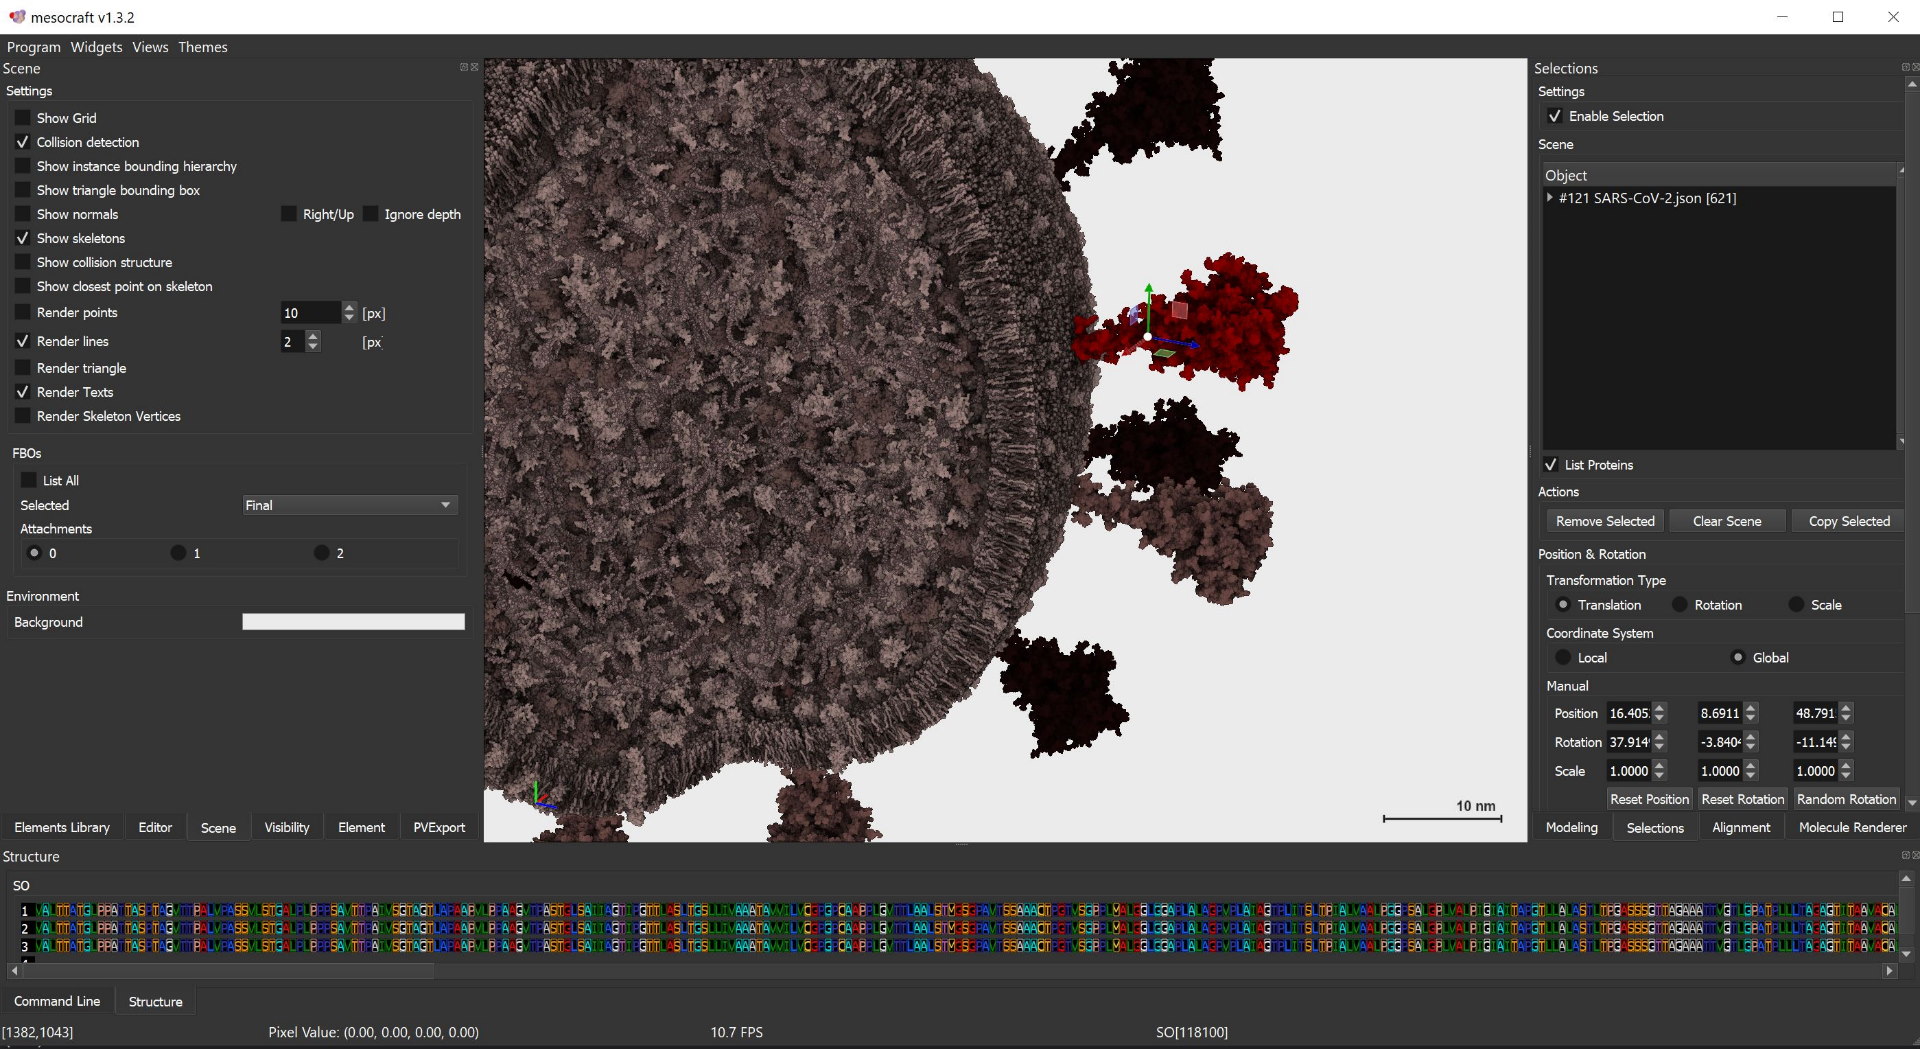 mesocraft v1.3.2
Program Widgets Views Themes
Scene
Settings
Show Grid
Collision detection
Show instance bounding hierarchy
Show triangle bounding box
Show normals Right/Up Ignore depth
Show skeletons
Show collision structure
Show closest point on skeleton
Render points 10 [px]
Render lines 2 [px]
Render triangle
Render Texts
Render Skeleton Vertices
FBOs
List All
Selected Final
Attachments
0 1 2
Environment
Background
Elements Library Editor Scene Visibility Element PVExport
10 nm
Selections
Settings
Enable Selection
Scene
Object
#121 SARS-CoV-2.json [621]
List Proteins
Actions
Remove Selected Clear Scene Copy Selected
Position & Rotation
Transformation Type
Translation Rotation Scale
Coordinate System
Local Global
Manual
Position 16.405 8.6911 48.791
Rotation 37.914 -3.840 -11.149
Scale 1.0000 1.0000 1.0000
Reset Position Reset Rotation Random Rotation
Modeling Selections Alignment Molecule Renderer
Structure
SO
1
2
3
Command Line Structure
[1382,1043] Pixel Value: (0.00, 0.00, 0.00, 0.00) 10.7 FPS SO[118100]